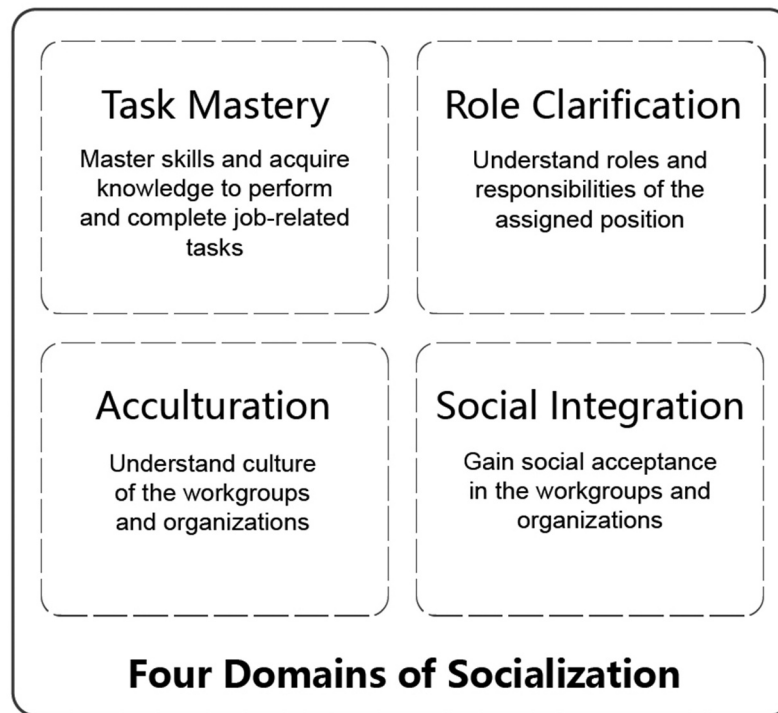 Task Mastery
Master skills and acquire
knowledge to perform
and complete job-related
tasks
Role Clarification
Understand roles and
responsibilities of the
assigned position
Acculturation
Understand culture
of the workgroups
and organizations
Social Integration
Gain social acceptance
in the workgroups and
organizations
Four Domains of Socialization